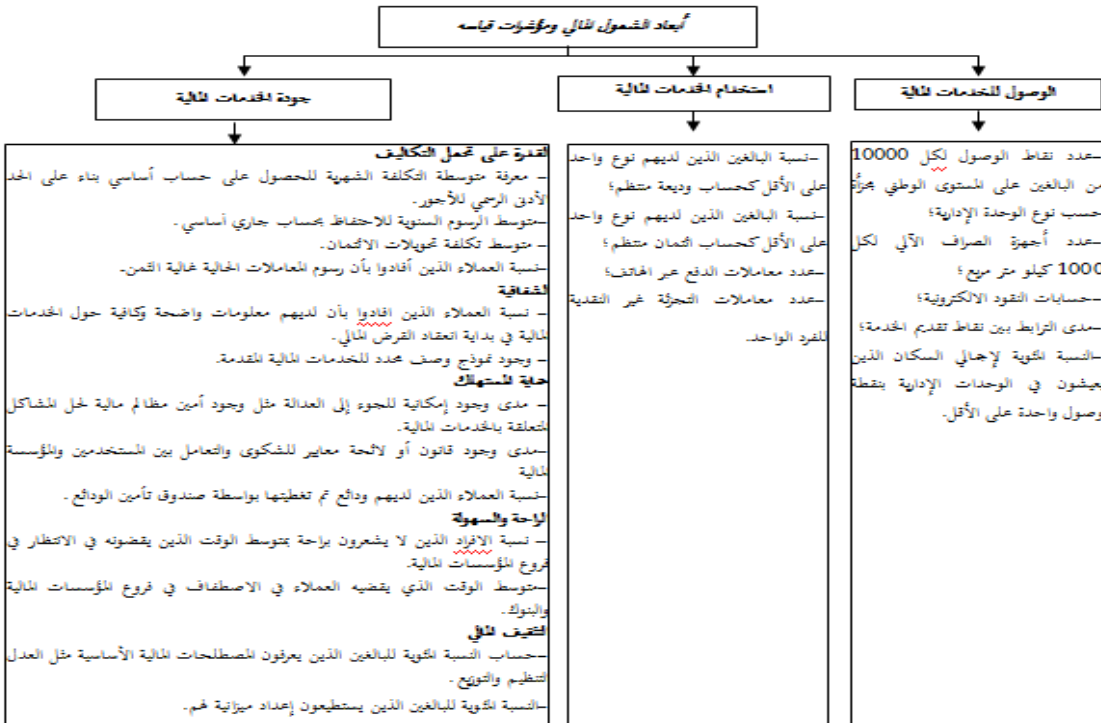 أبعاد الشمول المالي ومؤشرات قياسه
الوصول للخدمات المالية
استخدام الخدمات المالية
جودة الخدمات المالية
–عدد نقاط الوصول لكل 10000
من البالغين على المستوى الوطني مجزأة
حسب نوع الوحدة الإدارية؛
–عدد أجهزة الصراف الآلي لكل
1000 كيلو متر مربع؛
–حسابات النقود الالكترونية؛
–مدى الترابط بين نقاط تقديم الخدمة؛
–النسبة المئوية لإجمالي السكان الذين
يعيشون في الوحدات الإدارية بنقطة
وصول واحدة على الأقل.
–نسبة البالغين الذين لديهم نوع واحد
على الأقل كحساب وديعة منتظم؛
–نسبة البالغين الذين لديهم نوع واحد
على الأقل كحساب ائتمان منتظم؛
–عدد معاملات الدفع عبر الهاتف؛
–عدد معاملات التجزئة غير النقدية
للفرد الواحد.
القدرة على تحمل التكاليف
– معرفة متوسطة التكلفة الشهرية للحصول على حساب أساسي بناء على الحد
الأدنى الرسمي للأجور.
–متوسط الرسوم السنوية للاحتفاظ بحساب جاري أساسي.
– متوسط تكلفة تحويلات الائتمان.
–نسبة العملاء الذين أفادوا بأن رسوم المعاملات الحالية غالية الثمن.
الشفافية
– نسبة العملاء الذين افادوا بأن لديهم معلومات واضحة وكافية حول الخدمات
المالية في بداية انعقاد القرض المالي.
– وجود نموذج وصف محدد للخدمات المالية المقدمة.
حماية المستهلك
– مدى وجود إمكانية للجوء إلى العدالة مثل وجود أمين مظالم مالية لحل المشاكل
المتعلقة بالخدمات المالية.
–مدى وجود قانون أو لائحة معايير للشكوى والتعامل بين المستخدمين والمؤسسة
المالية
–نسبة العملاء الذين لديهم ودائع تم تغطيتها بواسطة صندوق تأمين الودائع.
الراحة والسهولة
– نسبة الافراد الذين لا يشعرون براحة بمتوسط الوقت الذين يقضونه في الانتظار في
فروع المؤسسات المالية.
–متوسط الوقت الذي يقضيه العملاء في الاصطفاف في فروع المؤسسات المالية
والبنوك.
التثقيف المالي
–حساب النسبة المئوية للبالغين الذين يعرفون المصطلحات المالية الأساسية مثل العدل
التنظيم والتوزيع.
–النسبة المئوية للبالغين الذين يستطيعون إعداد ميزانية لهم.